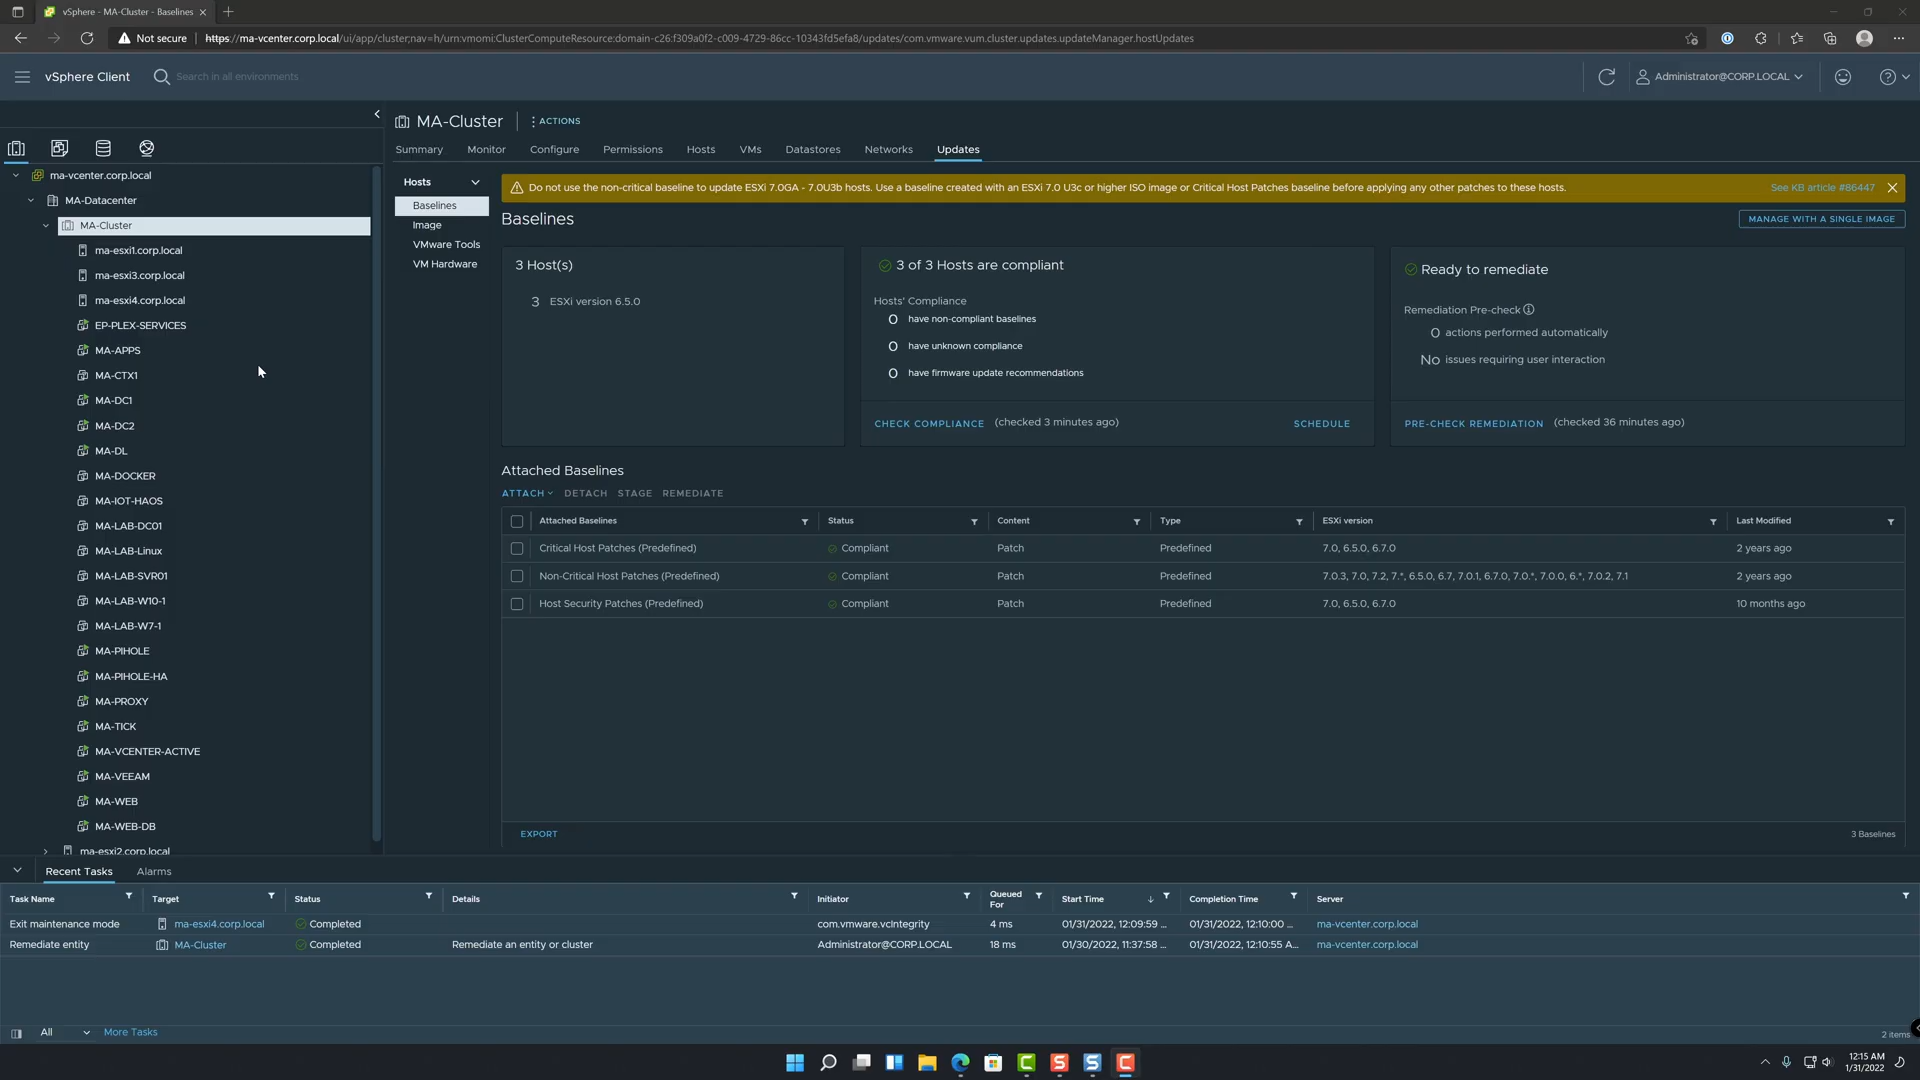 vSphere - MA-Cluster - Baselines
Not secure
https://ma-vcenter.corp.local/ui/app/cluster;nav=h/urn:vmomi:ClusterComputeResource:domain-c26:f309a0f2-c009-4729-86cc-10343fd5efa8/updates/com.vmware.vum.cluster.updates.updateManager.hostUpdates
vSphere Client
Search in all environments
Administrator@CORP.LOCAL
MA-Cluster
ACTIONS
Summary Monitor Configure Permissions Hosts VMs Datastores Networks Updates
ma-vcenter.corp.local
MA-Datacenter
MA-Cluster
ma-esxi1.corp.local
ma-esxi3.corp.local
ma-esxi4.corp.local
EP-PLEX-SERVICES
MA-APPS
MA-CTX1
MA-DC1
MA-DC2
MA-DL
MA-DOCKER
MA-IOT-HAOS
MA-LAB-DC01
MA-LAB-Linux
MA-LAB-SVR01
MA-LAB-W10-1
MA-LAB-W7-1
MA-PIHOLE
MA-PIHOLE-HA
MA-PROXY
MA-TICK
MA-VCENTER-ACTIVE
MA-VEEAM
MA-WEB
MA-WEB-DB
ma-esxi2.corp.local
Hosts
Baselines
Image
VMware Tools
VM Hardware
Do not use the non-critical baseline to update ESXi 7.0GA - 7.0U3b hosts. Use a baseline created with an ESXi 7.0 U3c or higher ISO image or Critical Host Patches baseline before applying any other patches to these hosts.
See KB article #86447
Baselines
MANAGE WITH A SINGLE IMAGE
3 Host(s)
3 ESXi version 6.5.0
3 of 3 Hosts are compliant
Hosts' Compliance
0 have non-compliant baselines
0 have unknown compliance
0 have firmware update recommendations
CHECK COMPLIANCE (checked 3 minutes ago)
SCHEDULE
Ready to remediate
Remediation Pre-check
0 actions performed automatically
No issues requiring user interaction
PRE-CHECK REMEDIATION (checked 36 minutes ago)
Attached Baselines
ATTACH DETACH STAGE REMEDIATE
Attached Baselines Status Content Type ESXi version Last Modified
Critical Host Patches (Predefined) Compliant Patch Predefined 7.0, 6.5.0, 6.7.0 2 years ago
Non-Critical Host Patches (Predefined) Compliant Patch Predefined 7.0.3, 7.0, 7.2, 7.*, 6.5.0, 6.7, 7.0.1, 6.7.0, 7.0.*, 7.0.0, 6.*, 7.0.2, 7.1 2 years ago
Host Security Patches (Predefined) Compliant Patch Predefined 7.0, 6.5.0, 6.7.0 10 months ago
EXPORT
3 Baselines
Recent Tasks Alarms
Task Name Target Status Details Initiator Queued For Start Time Completion Time Server
Exit maintenance mode ma-esxi4.corp.local Completed com.vmware.vcIntegrity 4 ms 01/31/2022, 12:09:59 ... 01/31/2022, 12:10:00 ... ma-vcenter.corp.local
Remediate entity MA-Cluster Completed Remediate an entity or cluster Administrator@CORP.LOCAL 18 ms 01/30/2022, 11:37:58 ... 01/31/2022, 12:10:55 A... ma-vcenter.corp.local
All More Tasks
2 items
12:15 AM
1/31/2022